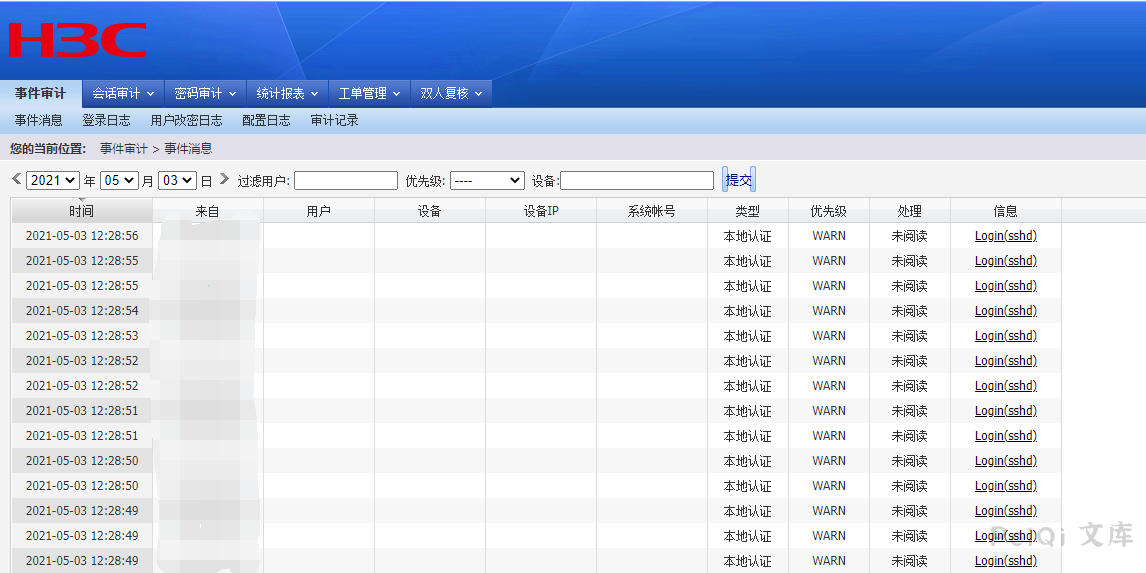 H3C
事件审计 会话审计 密码审计 统计报表 工单管理 双人复核
事件消息 登录日志 用户改密日志 配置日志 审计记录
您的当前位置: 事件审计 > 事件消息
2021 年 05 月 03 日 过滤用户: 优先级: ---- 设备: 提交
时间 来自 用户 设备 设备IP 系统帐号 类型 优先级 处理 信息
2021-05-03 12:28:56 本地认证 WARN 未阅读 Login(sshd)
2021-05-03 12:28:55 本地认证 WARN 未阅读 Login(sshd)
2021-05-03 12:28:55 本地认证 WARN 未阅读 Login(sshd)
2021-05-03 12:28:54 本地认证 WARN 未阅读 Login(sshd)
2021-05-03 12:28:53 本地认证 WARN 未阅读 Login(sshd)
2021-05-03 12:28:52 本地认证 WARN 未阅读 Login(sshd)
2021-05-03 12:28:52 本地认证 WARN 未阅读 Login(sshd)
2021-05-03 12:28:51 本地认证 WARN 未阅读 Login(sshd)
2021-05-03 12:28:51 本地认证 WARN 未阅读 Login(sshd)
2021-05-03 12:28:50 本地认证 WARN 未阅读 Login(sshd)
2021-05-03 12:28:50 本地认证 WARN 未阅读 Login(sshd)
2021-05-03 12:28:49 本地认证 WARN 未阅读 Login(sshd)
2021-05-03 12:28:49 本地认证 WARN 未阅读 Login(sshd)
PeiQi 文库
2021-05-03 12:28:49 本地认证 WARN 未阅读 Login(sshd)